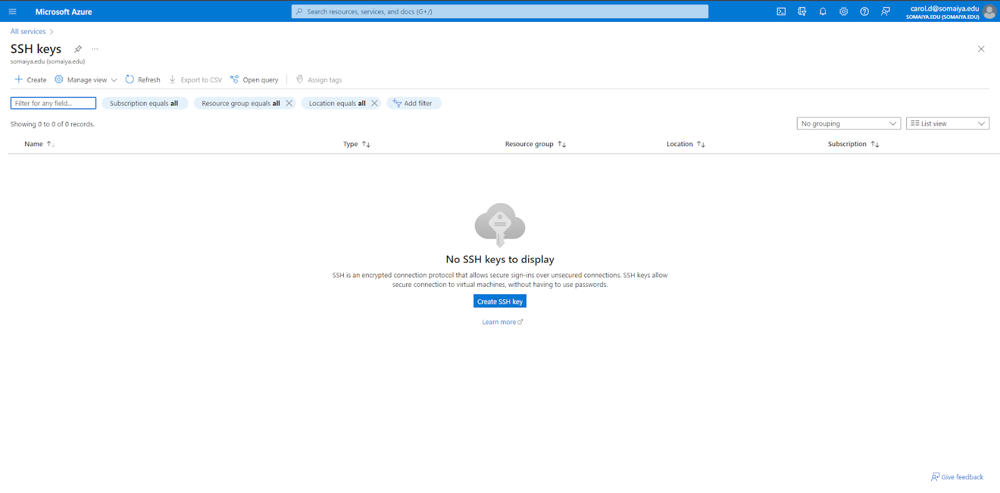 Microsoft Azure
Search resources, services, and docs (G+/)
carol.d@somaiya.edu
SOMAIYA.EDU (SOMAIYA.EDU)
All services
SSH keys
somaiya.edu (somaiya.edu)
Create Manage view Refresh Export to CSV Open query Assign tags
Filter for any field... Subscription equals all Resource group equals all Location equals all Add filter
Showing 0 to 0 of 0 records. No grouping List view
Name Type Resource group Location Subscription
No SSH keys to display
SSH is an encrypted connection protocol that allows secure sign-ins over unsecured connections. SSH keys allow
secure connection to virtual machines, without having to use passwords.
Create SSH key
Learn more
Give feedback